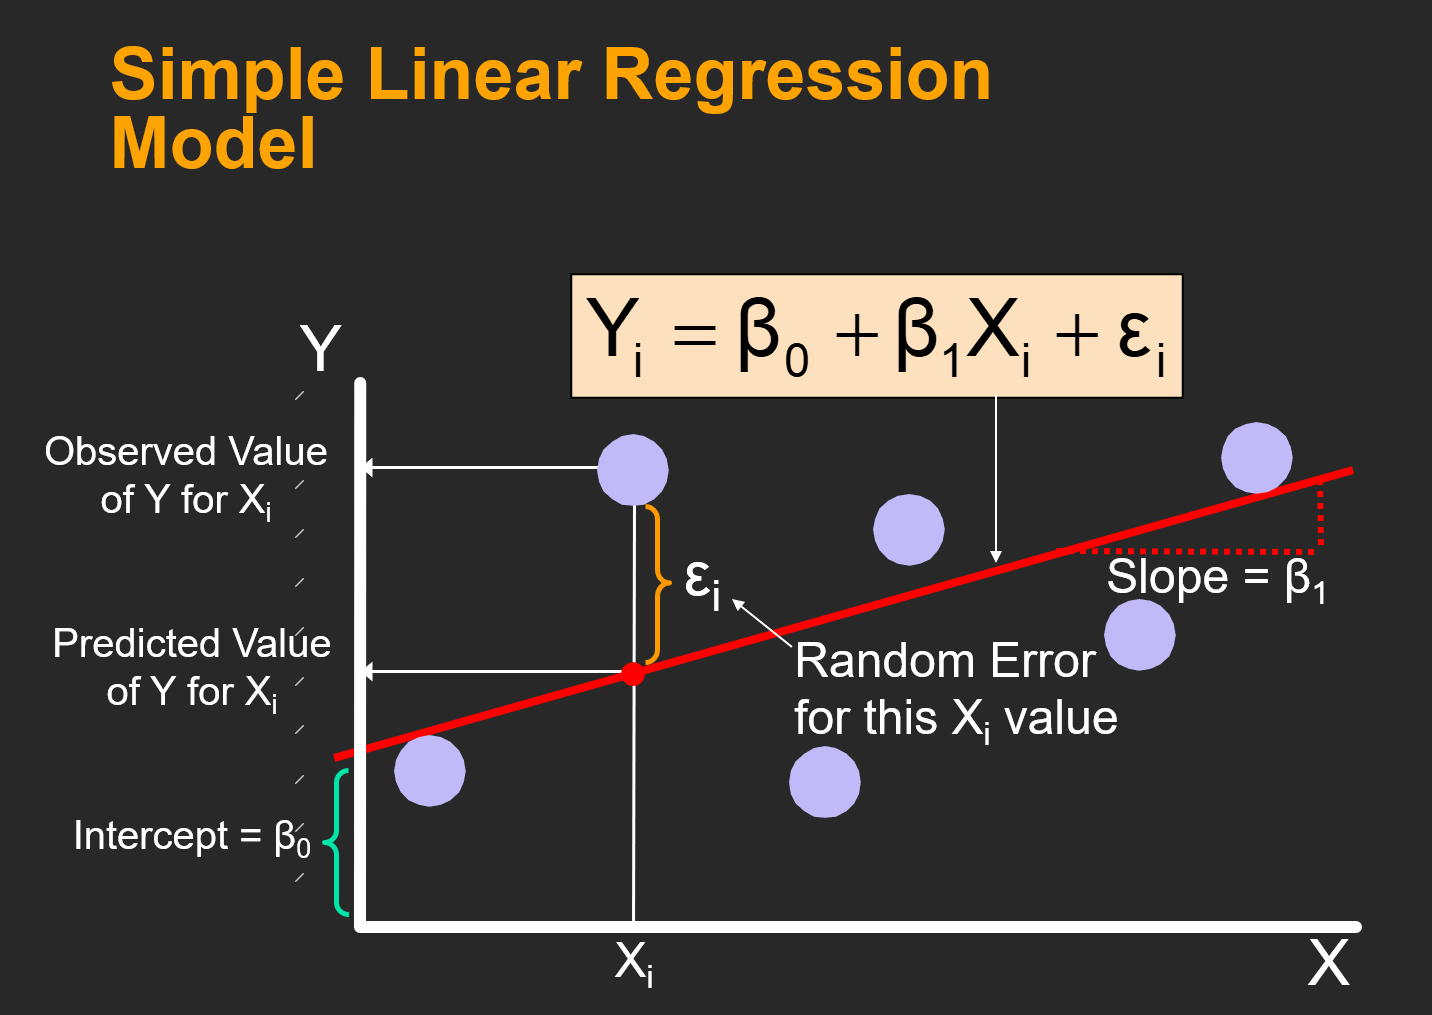 Simple Linear Regression
Model
Yᵢ = β₀ + β₁Xᵢ + εᵢ
Y
Observed Value
of Y for Xᵢ
εᵢ
Slope = β₁
Predicted Value
of Y for Xᵢ
Random Error
for this Xᵢ value
Intercept = β₀
Xᵢ
X